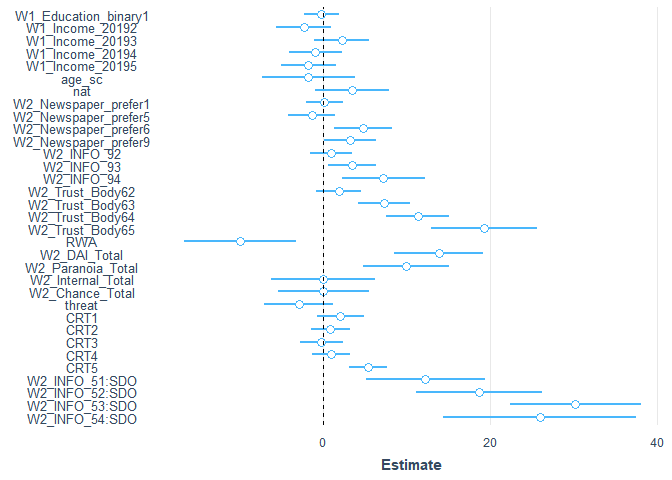 W1_Education_binary1
W1_Income_20192
W1_Income_20193
W1_Income_20194
W1_Income_20195
age_sc
nat
W2_Newspaper_prefer1
W2_Newspaper_prefer5
W2_Newspaper_prefer6
W2_Newspaper_prefer9
W2_INFO_92
W2_INFO_93
W2_INFO_94
W2_Trust_Body62
W2_Trust_Body63
W2_Trust_Body64
W2_Trust_Body65
RWA
W2_DAI_Total
W2_Paranoia_Total
W2_Internal_Total
W2_Chance_Total
threat
CRT1
CRT2
CRT3
CRT4
CRT5
W2_INFO_51:SDO
W2_INFO_52:SDO
W2_INFO_53:SDO
W2_INFO_54:SDO
0 20 40
Estimate